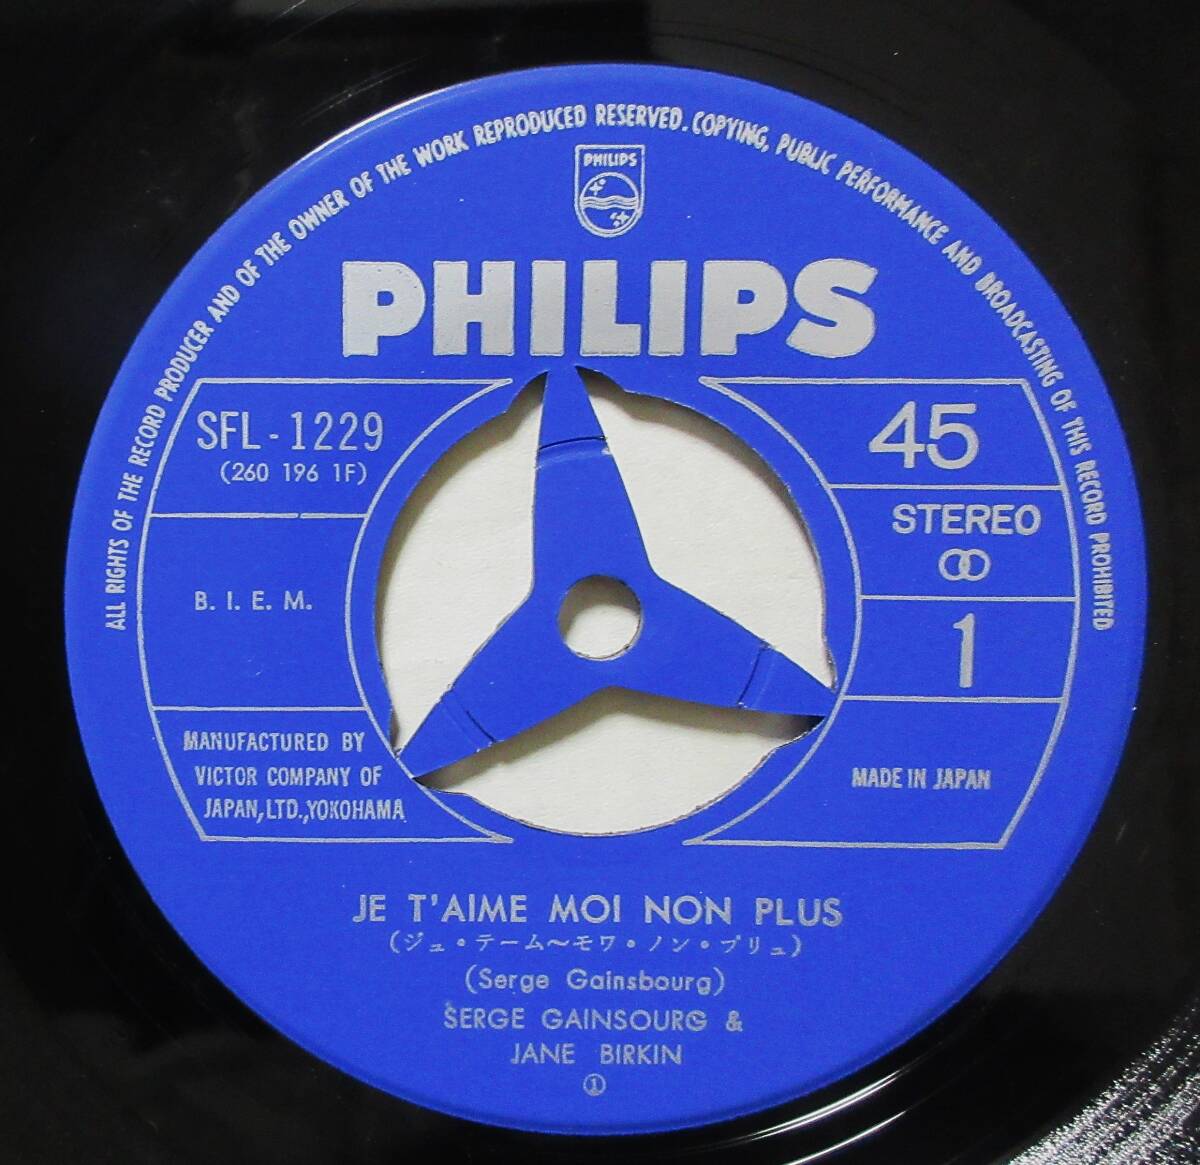 ALL RIGHTS OF THE RECORD PRODUCER AND OF THE OWNER OF THE WORK REPRODUCED RESERVED. COPYING, PUBLIC PERFORMANCE AND BROADCASTING OF THIS RECORD PROHIBITED
PHILIPS
PHILIPS
SFL-1229
(260 196 1F)
B. I. E. M.
MANUFACTURED BY
VICTOR COMPANY OF
JAPAN, LTD., YOKOHAMA
45
STEREO
1
MADE IN JAPAN
JE T'AIME MOI NON PLUS
(ジュ・テーム〜モワ・ノン・プリュ)
(Serge Gainsbourg)
SERGE GAINSOURG &
JANE BIRKIN
①